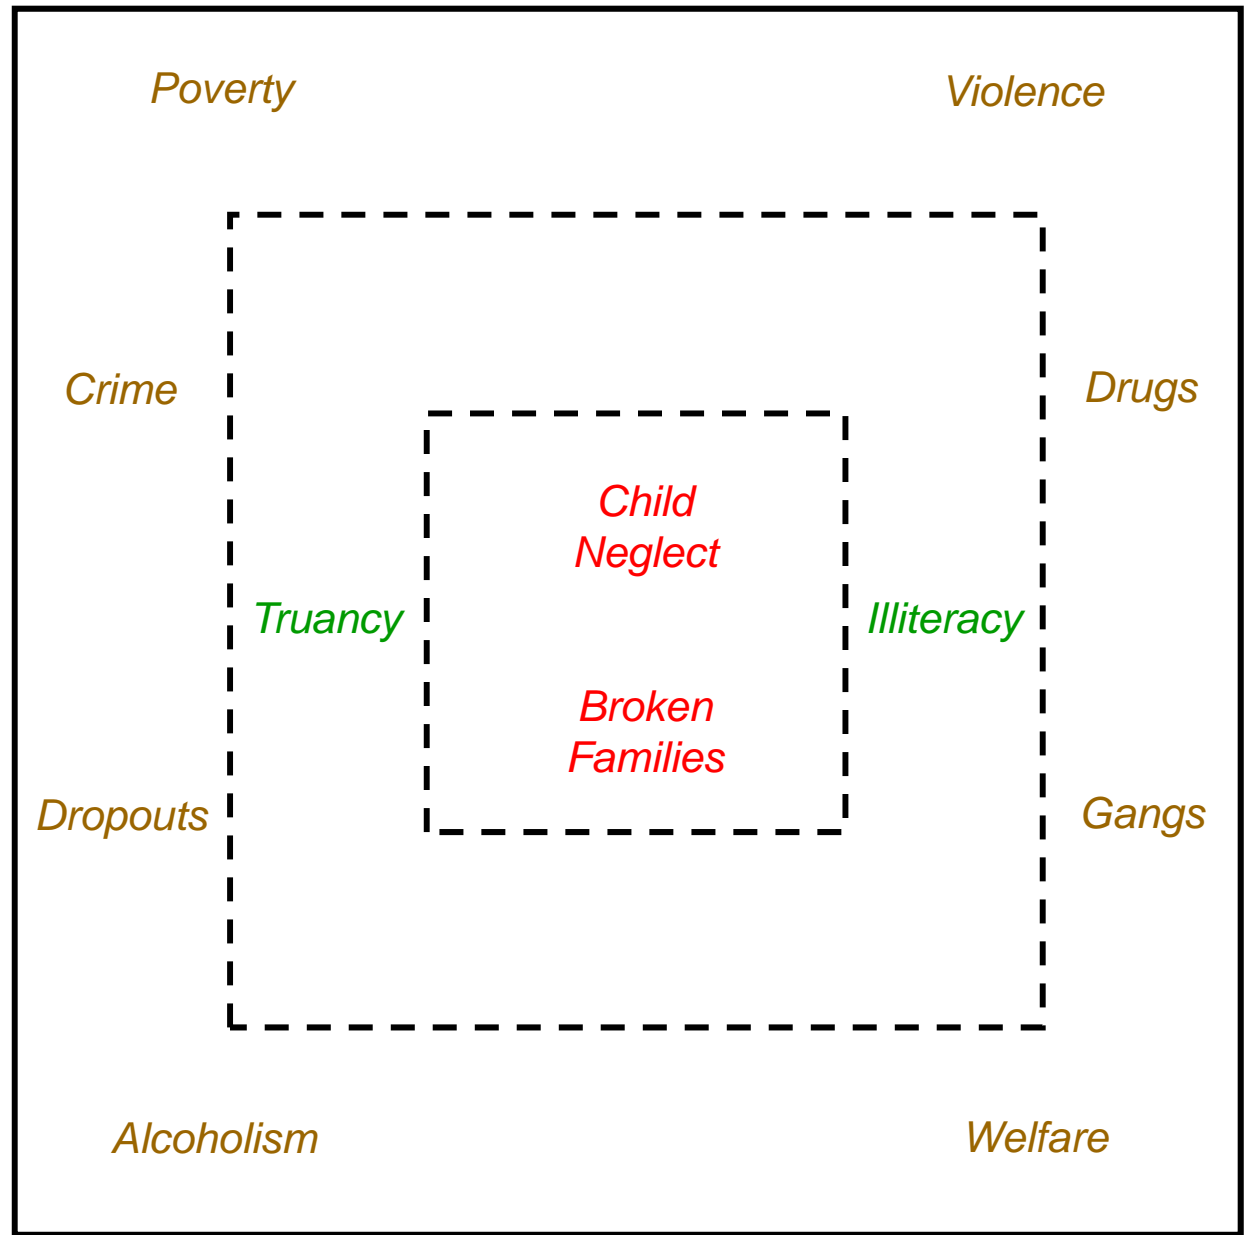 Poverty
Violence
Crime
Drugs
Child
Neglect
Truancy
Illiteracy
Broken
Families
Dropouts
Gangs
Alcoholism
Welfare